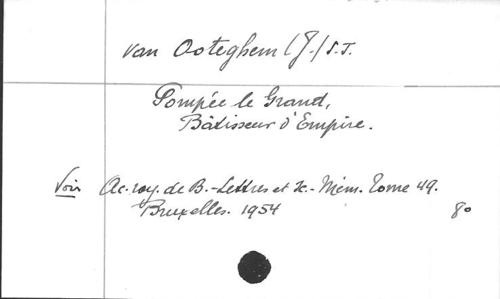 van Ooteghem (J.) S.J.
Pompée le Grand,
Bâtisseur d'Empire.
Voir Ac. roy. de B. - Lettres et sc. - Mém. Tome 49.
Bruxelles. 1954 8°